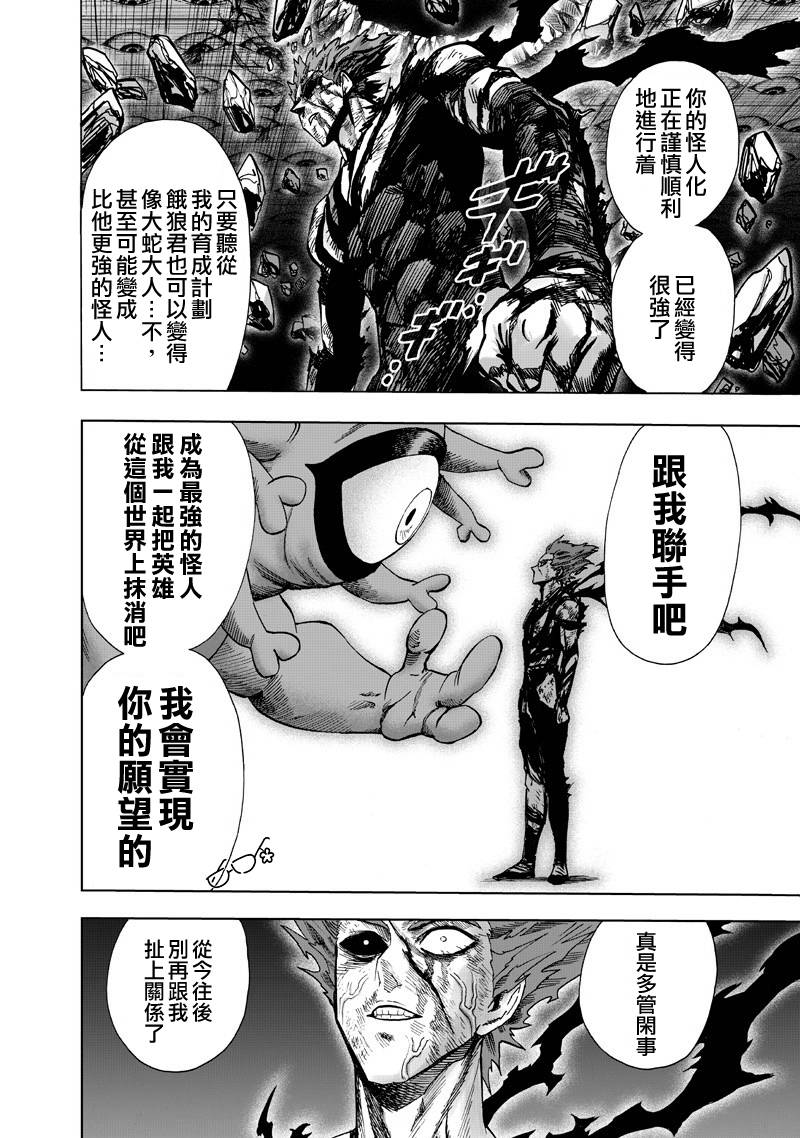 你的怪人化
正在謹慎順利
地進行着
已經變得
很強了
只要聽從
我的育成計劃
餓狼君也可以變得
像大蛇大人…不，
甚至可能變成
比他更強的怪人…
ギギギ
跟我聯手吧
成為最強的怪人
跟我一起把英雄
從這個世界上抹消吧
我會實現
你的願望的
真是多管閑事
從今往後
別再跟我
扯上關係了